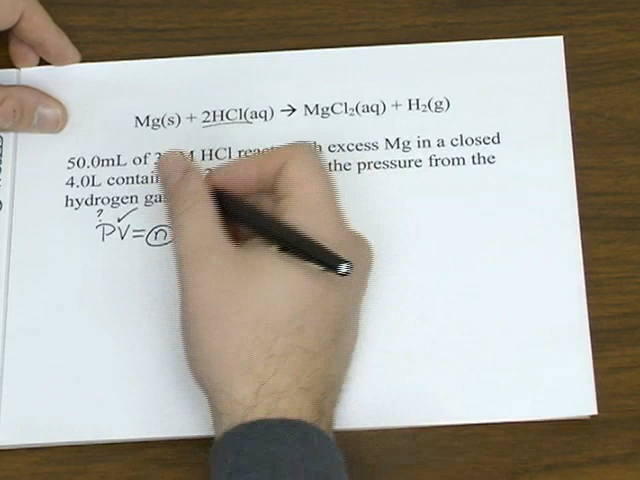 Mg(s) + 2HCl(aq) → MgCl₂(aq) + H₂(g)
50.0mL of HCl excess Mg in a closed
4.0L the pressure from the
hydrogen
? ✓
PV=n